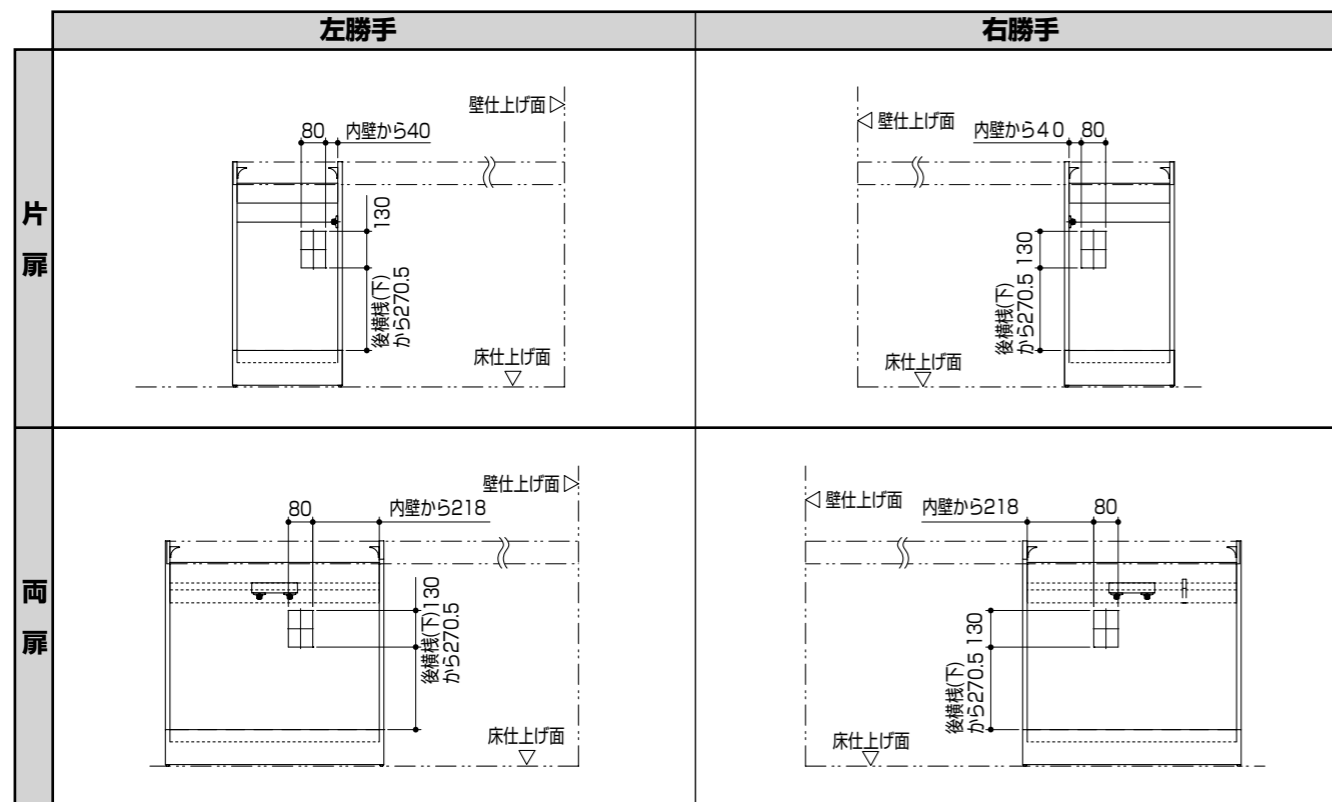 左勝手
右勝手
片扉
壁仕上げ面
80
内壁から40
130
後横桟(下)
から270.5
床仕上げ面
壁仕上げ面
内壁から40
80
130
後横桟(下)
から270.5
床仕上げ面
両扉
壁仕上げ面
80
内壁から218
130
後横桟(下)
から270.5
床仕上げ面
壁仕上げ面
内壁から218
80
130
後横桟(下)
から270.5
床仕上げ面